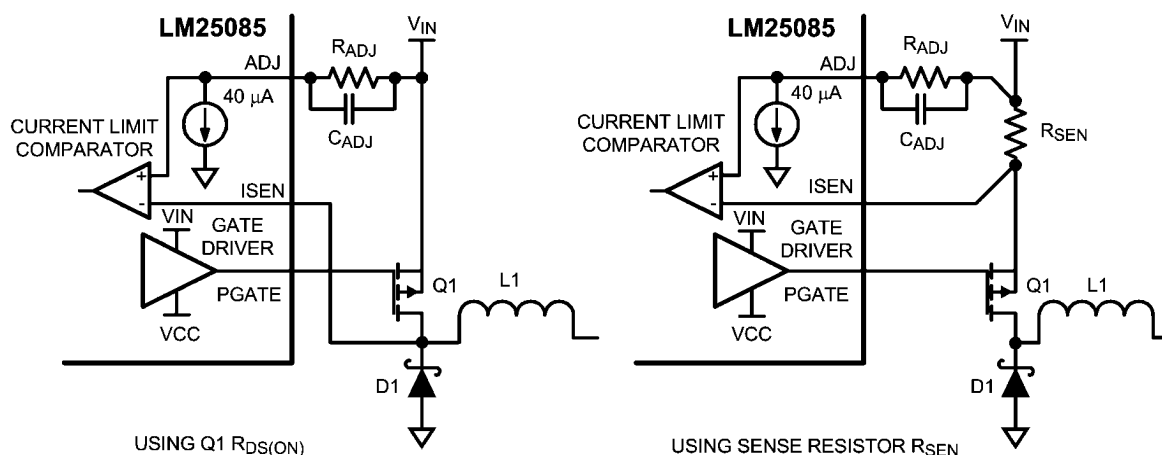 LM25085
VIN
RADJ
ADJ
40 µA
CADJ
CURRENT LIMIT
COMPARATOR
+
-
ISEN
VIN
GATE
DRIVER
PGATE
VCC
Q1
L1
D1
USING Q1 RDS(ON)
LM25085
VIN
RADJ
ADJ
40 µA
CADJ
RSEN
CURRENT LIMIT
COMPARATOR
+
-
ISEN
VIN
GATE
DRIVER
PGATE
VCC
Q1
L1
D1
USING SENSE RESISTOR RSEN